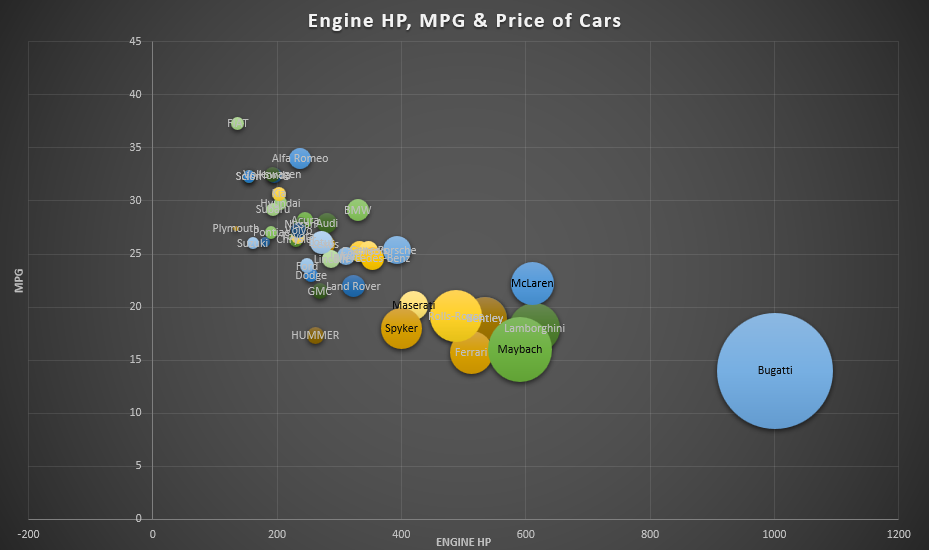 Engine HP, MPG & Price of Cars
45
40
35
30
25
20
15
10
5
0
MPG
Alfa Romeo
Volkswagen
Hyundai
Subaru
BMW
Plymouth
Acura
Audi
Pontiac
Suzuki
Porsche
Ford
Dodge
GMC
Land Rover
HUMMER
McLaren
Maserati
Spyker
Lamborghini
Ferrari
Maybach
Bugatti
-200
0
200
400
600
800
1000
1200
ENGINE HP